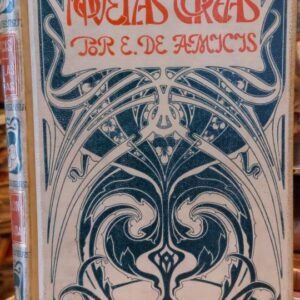 NOVELAS CORTAS
POR E. DE AMICIS